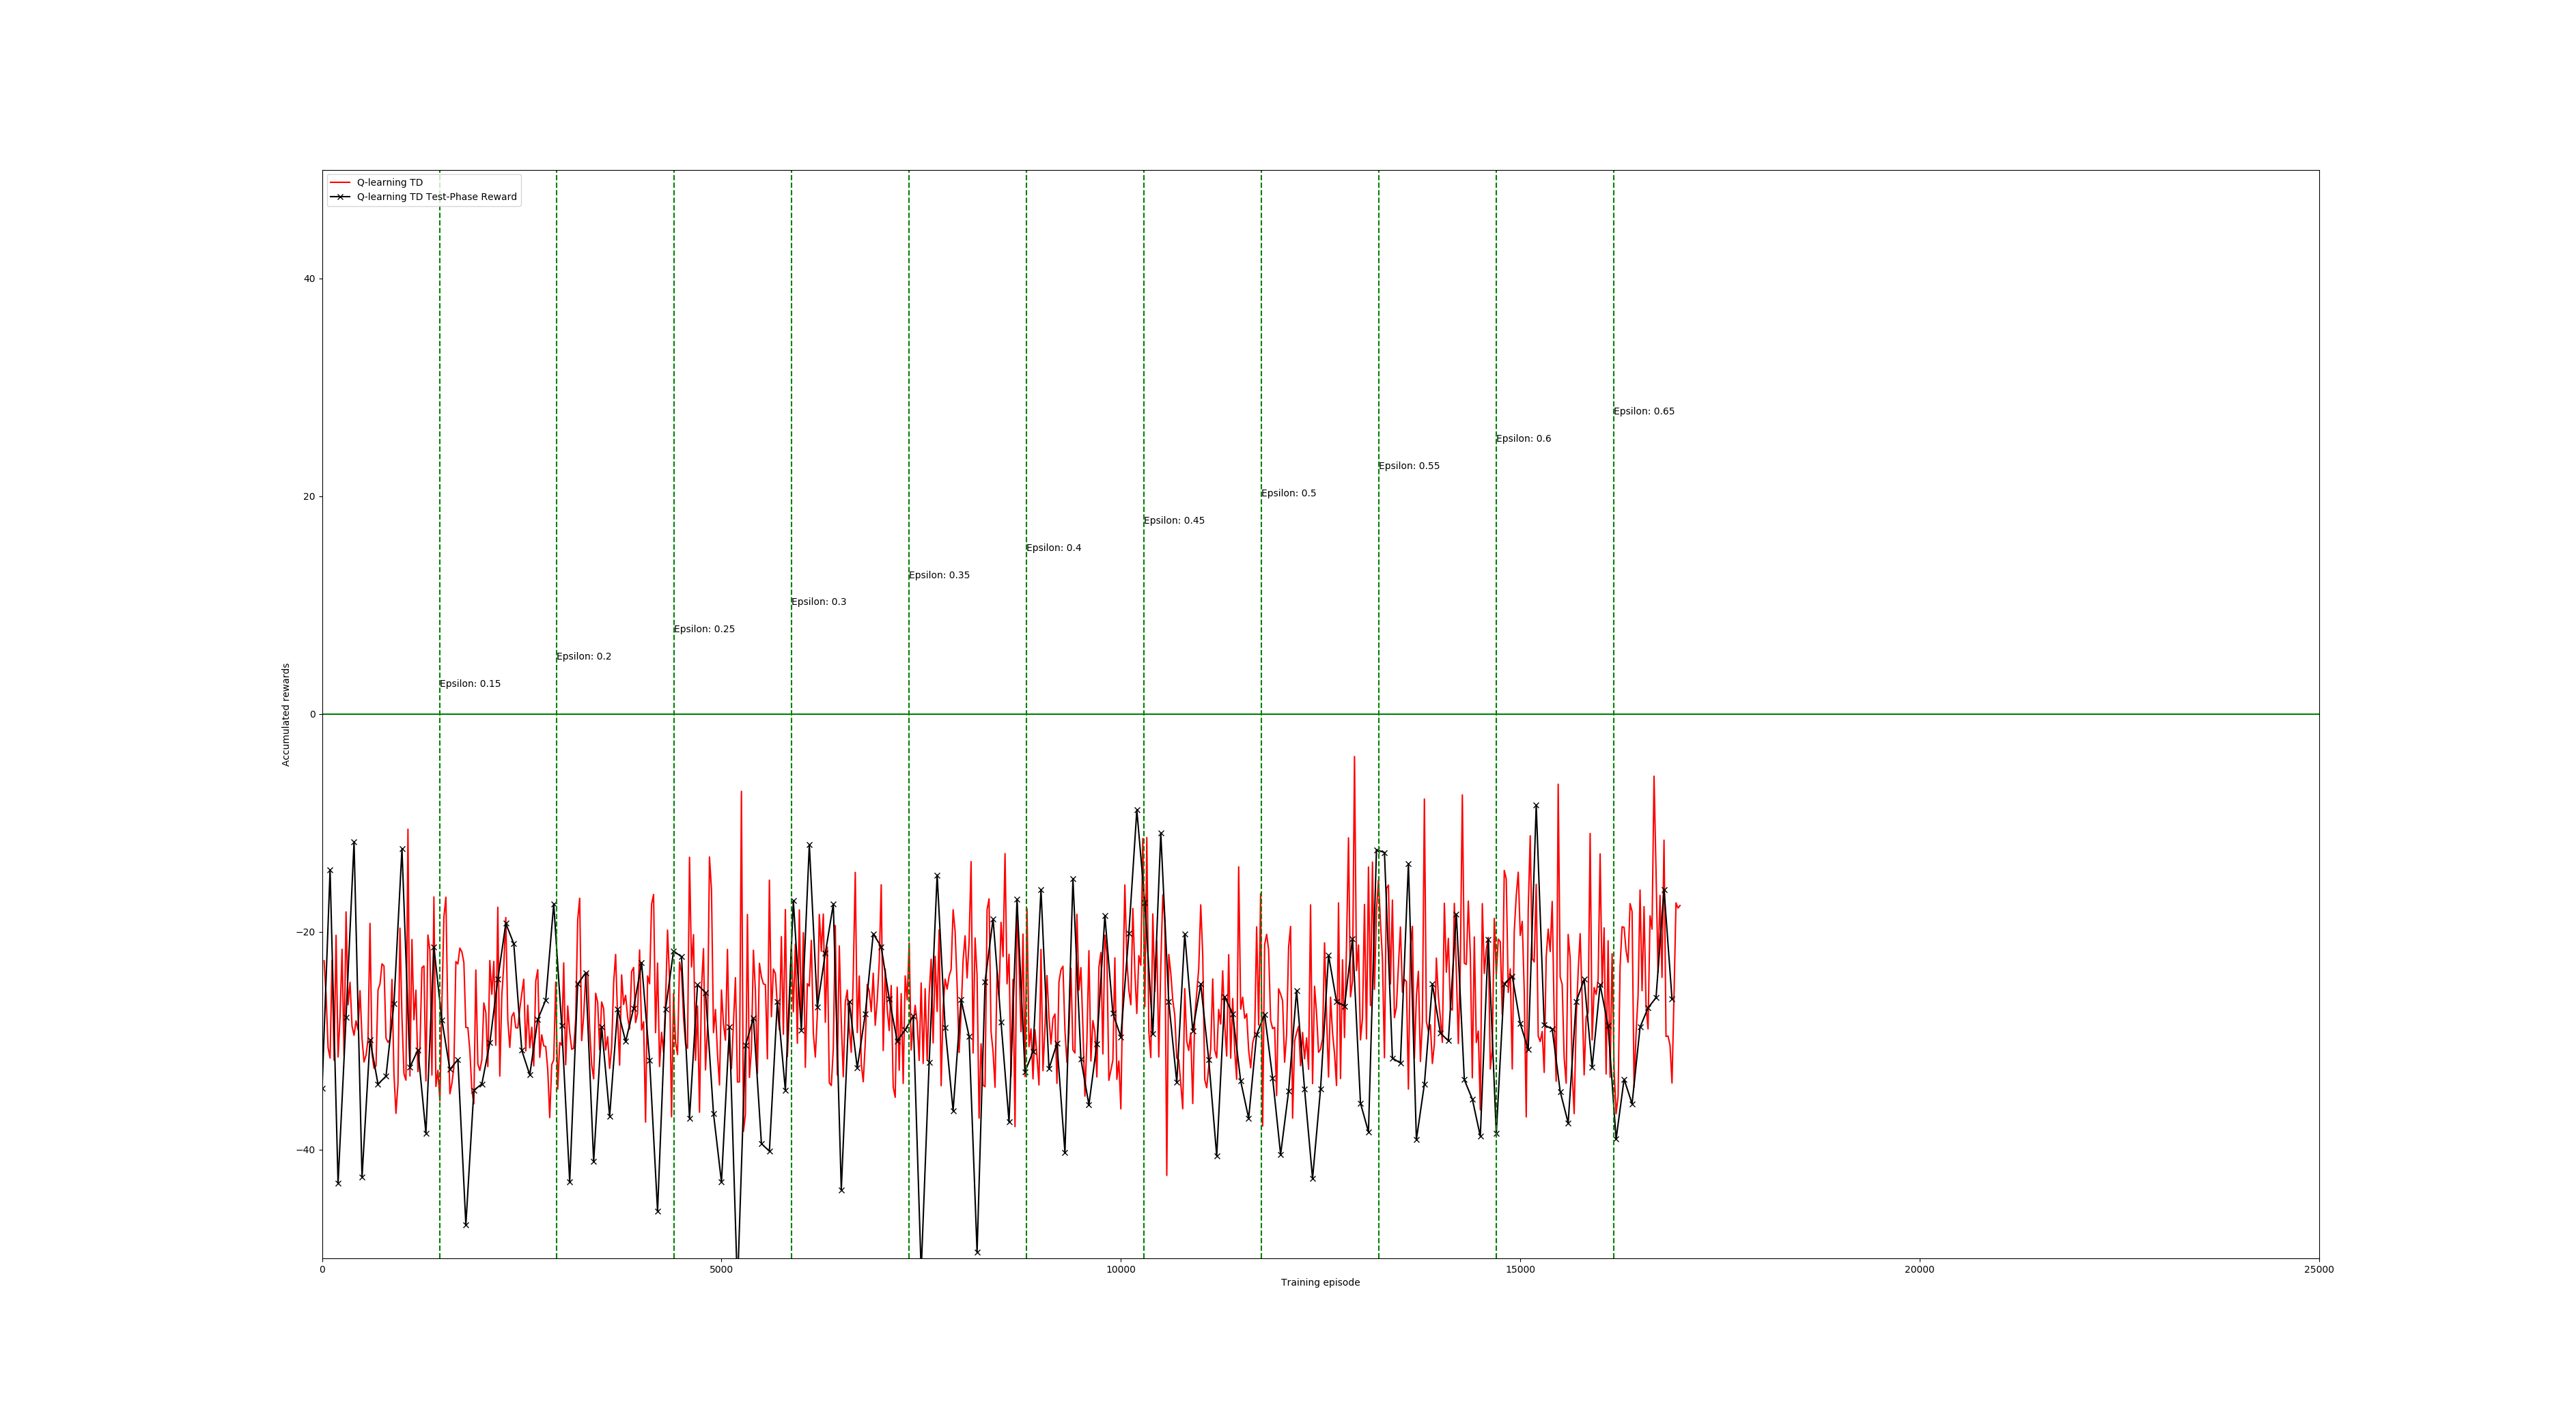 Q-learning TD
Q-learning TD Test-Phase Reward
40
20
0
−20
−40
Accumulated rewards
Epsilon: 0.65
Epsilon: 0.6
Epsilon: 0.55
Epsilon: 0.5
Epsilon: 0.45
Epsilon: 0.4
Epsilon: 0.35
Epsilon: 0.3
Epsilon: 0.25
Epsilon: 0.2
Epsilon: 0.15
0 5000 10000 15000 20000 25000
Training episode